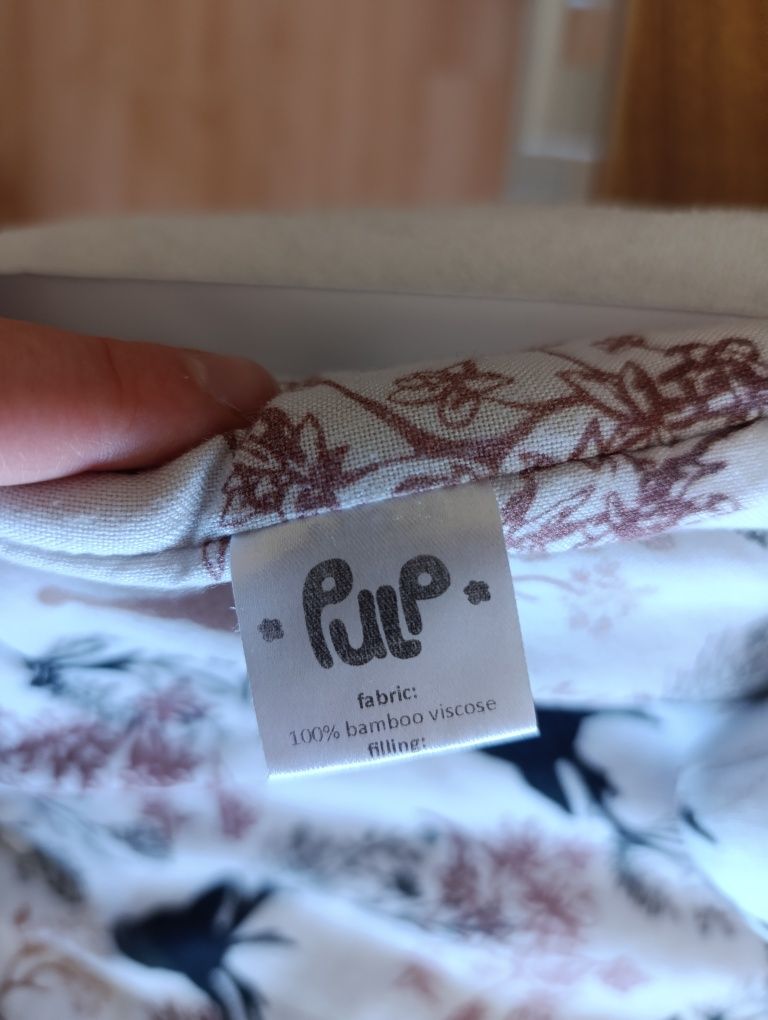 PULP
fabric:
100% bamboo viscose
filling: